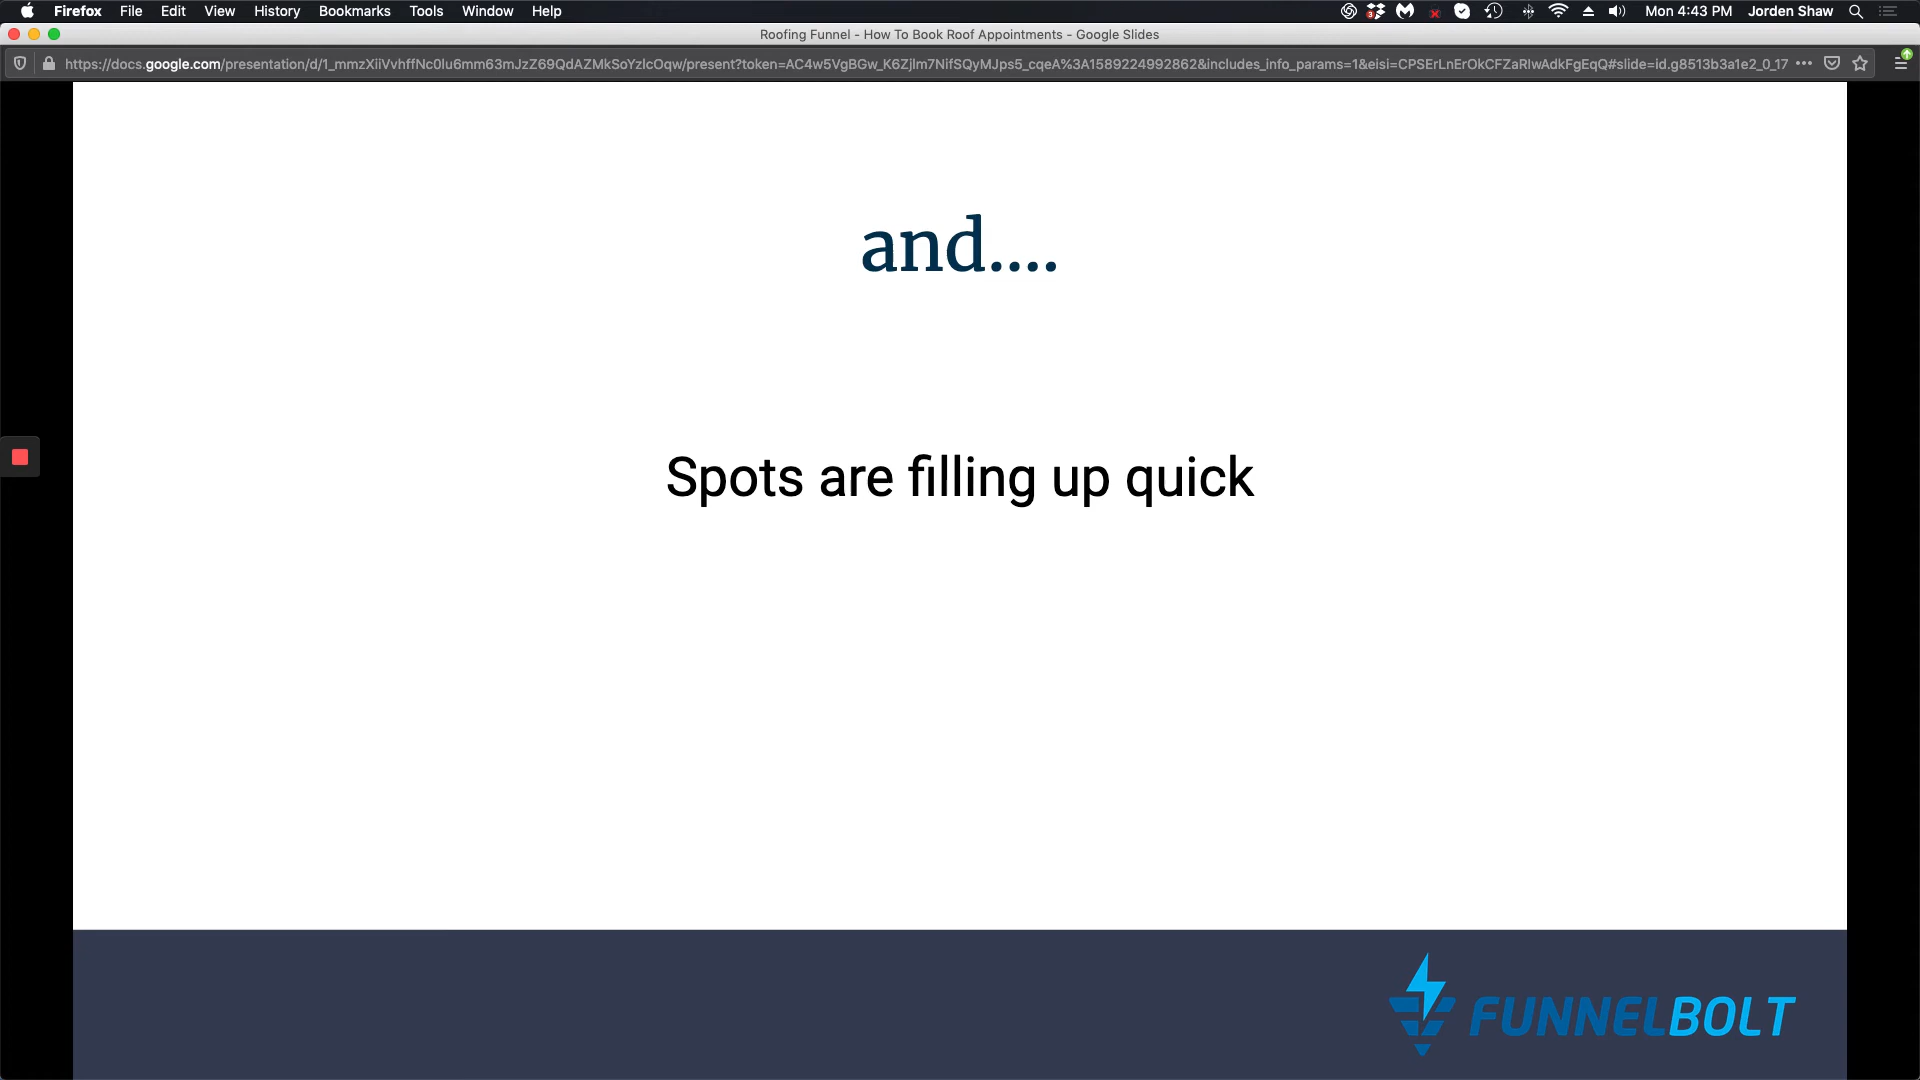 Firefox File Edit View History Bookmarks Tools Window Help 3 Mon 4:43 PM Jorden Shaw
Roofing Funnel - How To Book Roof Appointments - Google Slides
https://docs.google.com/presentation/d/1_mmzXiiVvhffNc0lu6mm63mJzZ69QdAZMkSoYzlcOqw/present?token=AC4w5VgBGw_K6Zjlm7NifSQyMJps5_cqeA%3A1589224992862&includes_info_params=1&eisi=CPSErLnErOkCFZaRlwAdkFgEqQ#slide=id.g8513b3a1e2_0_17
and....
Spots are filling up quick
FUNNELBOLT